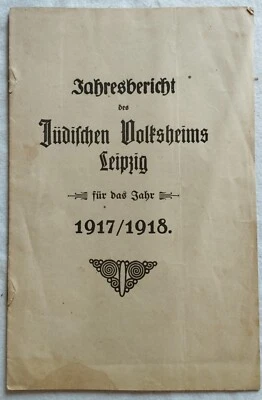 Jahresbericht
des
Jüdischen Volksheims
Leipzig
für das Jahr
1917/1918.